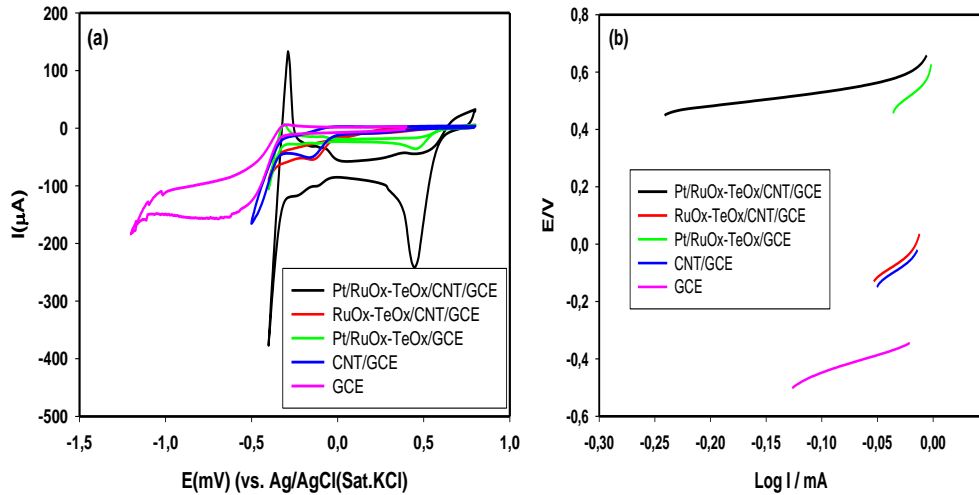 (a)
200
100
0
-100
-200
-300
-400
-500
I(μA)
-1,5
-1,0
-0,5
0,0
0,5
1,0
E(mV) (vs. Ag/AgCl(Sat.KCl)
Pt/RuOx-TeOx/CNT/GCE
RuOx-TeOx/CNT/GCE
Pt/RuOx-TeOx/GCE
CNT/GCE
GCE
(b)
0,8
0,6
0,4
0,2
0,0
-0,2
-0,4
-0,6
E/V
-0,30
-0,25
-0,20
-0,15
-0,10
-0,05
0,00
Log I / mA
Pt/RuOx-TeOx/CNT/GCE
RuOx-TeOx/CNT/GCE
Pt/RuOx-TeOx/GCE
CNT/GCE
GCE